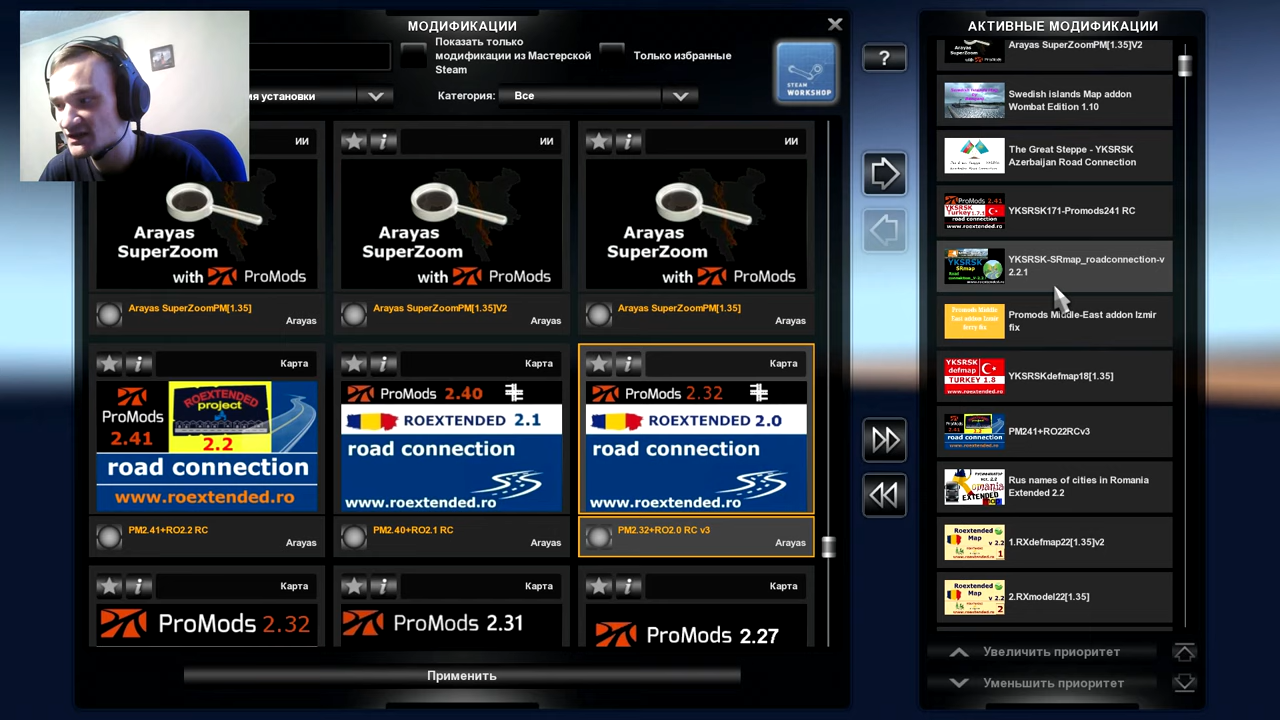 МОДИФИКАЦИИ
Показать только
модификации из Мастерской
Steam
Только избранные
STEAM
WORKSHOP
я установки
Категория:
Все
ИИ
ИИ
ИИ
Arayas
SuperZoom
with ProMods
Arayas
SuperZoom
with ProMods
Arayas
SuperZoom
with ProMods
Arayas SuperZoomPM[1.35]
Arayas
Arayas SuperZoomPM[1.35]V2
Arayas
Arayas SuperZoomPM[1.35]
Arayas
Карта
Карта
Карта
ProMods
2.41
ROEXTENDED
project
2.2
road connection
www.roextended.ro
ProMods 2.40
ROEXTENDED 2.1
road connection
www.roextended.ro
ProMods 2.32
ROEXTENDED 2.0
road connection
www.roextended.ro
PM2.41+RO2.2 RC
Arayas
PM2.40+RO2.1 RC
Arayas
PM2.32+RO2.0 RC v3
Arayas
Карта
Карта
Карта
ProMods 2.32
ProMods 2.31
ProMods 2.27
Применить
?
АКТИВНЫЕ МОДИФИКАЦИИ
Arayas SuperZoomPM[1.35]V2
Swedish islands Map addon
Wombat Edition 1.10
The Great Steppe - YKSRSK
Azerbaijan Road Connection
YKSRSK171-Promods241 RC
YKSRSK-SRmap_roadconnection-v
2.2.1
Promods Middle-East addon Izmir
fix
YKSRSKdefmap18[1.35]
PM241+RO22RCv3
Rus names of cities in Romania
Extended 2.2
1.RXdefmap22[1.35]v2
2.RXmodel22[1.35]
Увеличить приоритет
Уменьшить приоритет